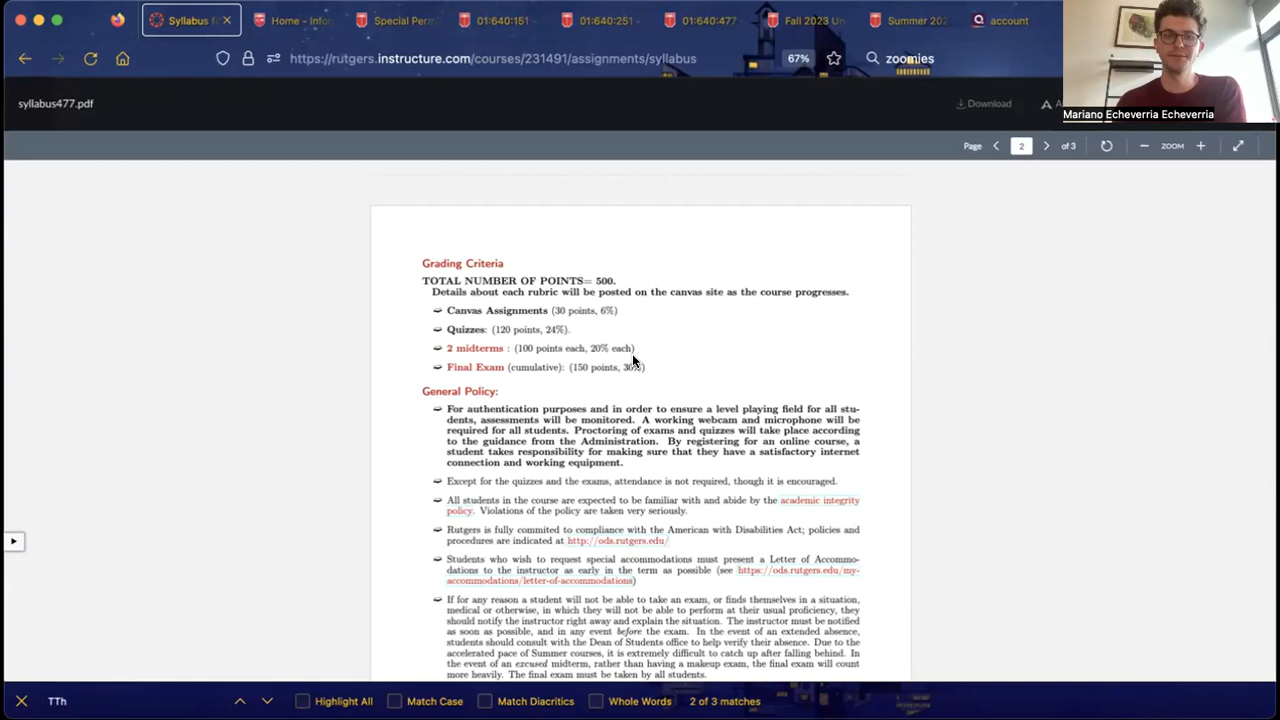 Syllabus f
Home - Infor
Special Perm
01:640:151
01:640:251
01:640:477
Fall 2023 Un
Summer 202
account
https://rutgers.instructure.com/courses/231491/assignments/syllabus
67%
zoomies
syllabus477.pdf
Download
A
Mariano Echeverria Echeverria
Page
2
of 3
ZOOM
Grading Criteria
TOTAL NUMBER OF POINTS= 500.
Details about each rubric will be posted on the canvas site as the course progresses.
Canvas Assignments (30 points, 6%)
Quizzes: (120 points, 24%).
2 midterms : (100 points each, 20% each)
Final Exam (cumulative): (150 points, 30%)
General Policy:
For authentication purposes and in order to ensure a level playing field for all stu-
dents, assessments will be monitored. A working webcam and microphone will be
required for all students. Proctoring of exams and quizzes will take place according
to the guidance from the Administration. By registering for an online course, a
student takes responsibility for making sure that they have a satisfactory internet
connection and working equipment.
Except for the quizzes and the exams, attendance is not required, though it is encouraged.
All students in the course are expected to be familiar with and abide by the academic integrity
policy. Violations of the policy are taken very seriously.
Rutgers is fully commited to compliance with the American with Disabilities Act; policies and
procedures are indicated at http://ods.rutgers.edu/
Students who wish to request special accommodations must present a Letter of Accommo-
dations to the instructor as early in the term as possible (see https://ods.rutgers.edu/my-
accommodations/letter-of-accommodations)
If for any reason a student will not be able to take an exam, or finds themselves in a situation,
medical or otherwise, in which they will not be able to perform at their usual proficiency, they
should notify the instructor right away and explain the situation. The instructor must be notified
as soon as possible, and in any event before the exam. In the event of an extended absence,
students should consult with the Dean of Students office to help verify their absence. Due to the
accelerated pace of Summer courses, it is extremely difficult to catch up after falling behind. In
the event of an excused midterm, rather than having a makeup exam, the final exam will count
more heavily. The final exam must be taken by all students.
TTh
Highlight All
Match Case
Match Diacritics
Whole Words
2 of 3 matches